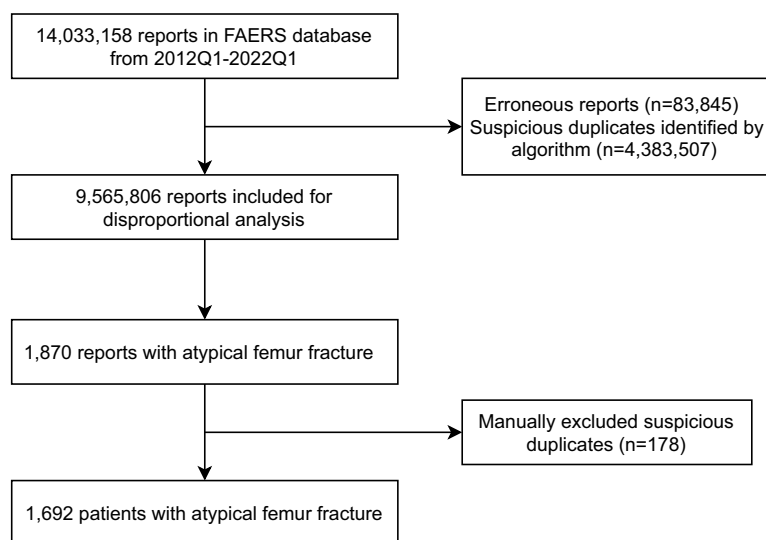 14,033,158 reports in FAERS database
from 2012Q1-2022Q1
Erroneous reports (n=83,845)
Suspicious duplicates identified by
algorithm (n=4,383,507)
9,565,806 reports included for
disproportional analysis
1,870 reports with atypical femur fracture
Manually excluded suspicious
duplicates (n=178)
1,692 patients with atypical femur fracture